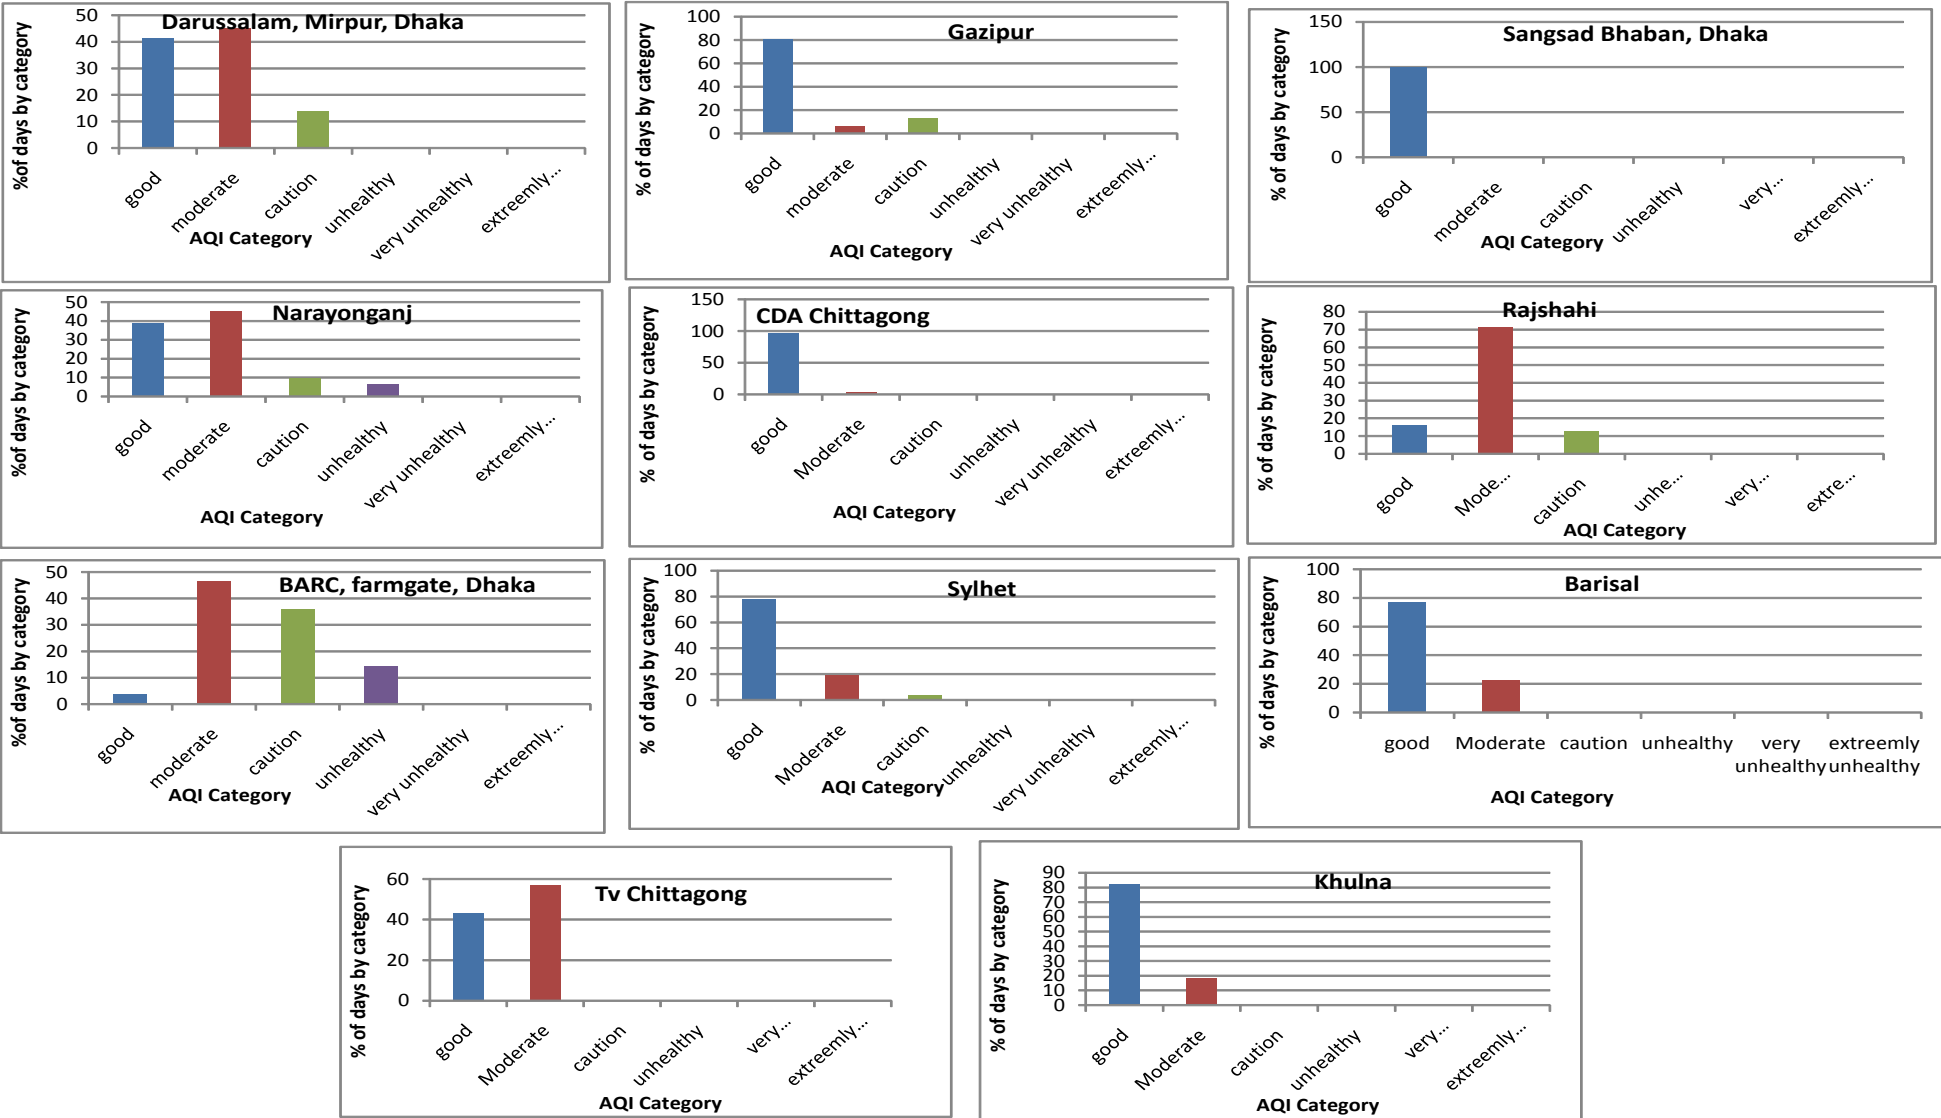 Darussalam, Mirpur, Dhaka
%of days by category
50
40
30
20
10
0
good
moderate
caution
unhealthy
very unhealthy
extreemly...
AQI Category
Gazipur
% of days by category
100
80
60
40
20
0
good
moderate
caution
unhealthy
very unhealthy
extreemly...
AQI Category
Sangsad Bhaban, Dhaka
% of days by category
150
100
50
0
good
moderate
caution
unhealthy
very...
extreemly...
AQI Category
Narayonganj
%of days by category
50
40
30
20
10
0
good
moderate
caution
unhealthy
very unhealthy
extreemly...
AQI Category
CDA Chittagong
% of days by category
150
100
50
0
good
Moderate
caution
unhealthy
very unhealthy
extreemly...
AQI Category
Rajshahi
% of days by category
80
70
60
50
40
30
20
10
0
good
Mode...
caution
unhe...
very...
extre...
AQI Category
BARC, farmgate, Dhaka
%of days by category
50
40
30
20
10
0
good
moderate
caution
unhealthy
very unhealthy
extreemly...
AQI Category
Sylhet
% of days by category
100
80
60
40
20
0
good
Moderate
caution
unhealthy
very unhealthy
extreemly...
AQI Category
Barisal
% of days by category
100
80
60
40
20
0
good
Moderate
caution
unhealthy
very
unhealthy
extreemly
unhealthy
AQI Category
Tv Chittagong
% of days by category
60
40
20
0
good
Moderate
caution
unhealthy
very...
extreemly...
AQI Category
Khulna
% of days by category
90
80
70
60
50
40
30
20
10
0
good
Moderate
caution
unhealthy
very...
extreemly...
AQI Category